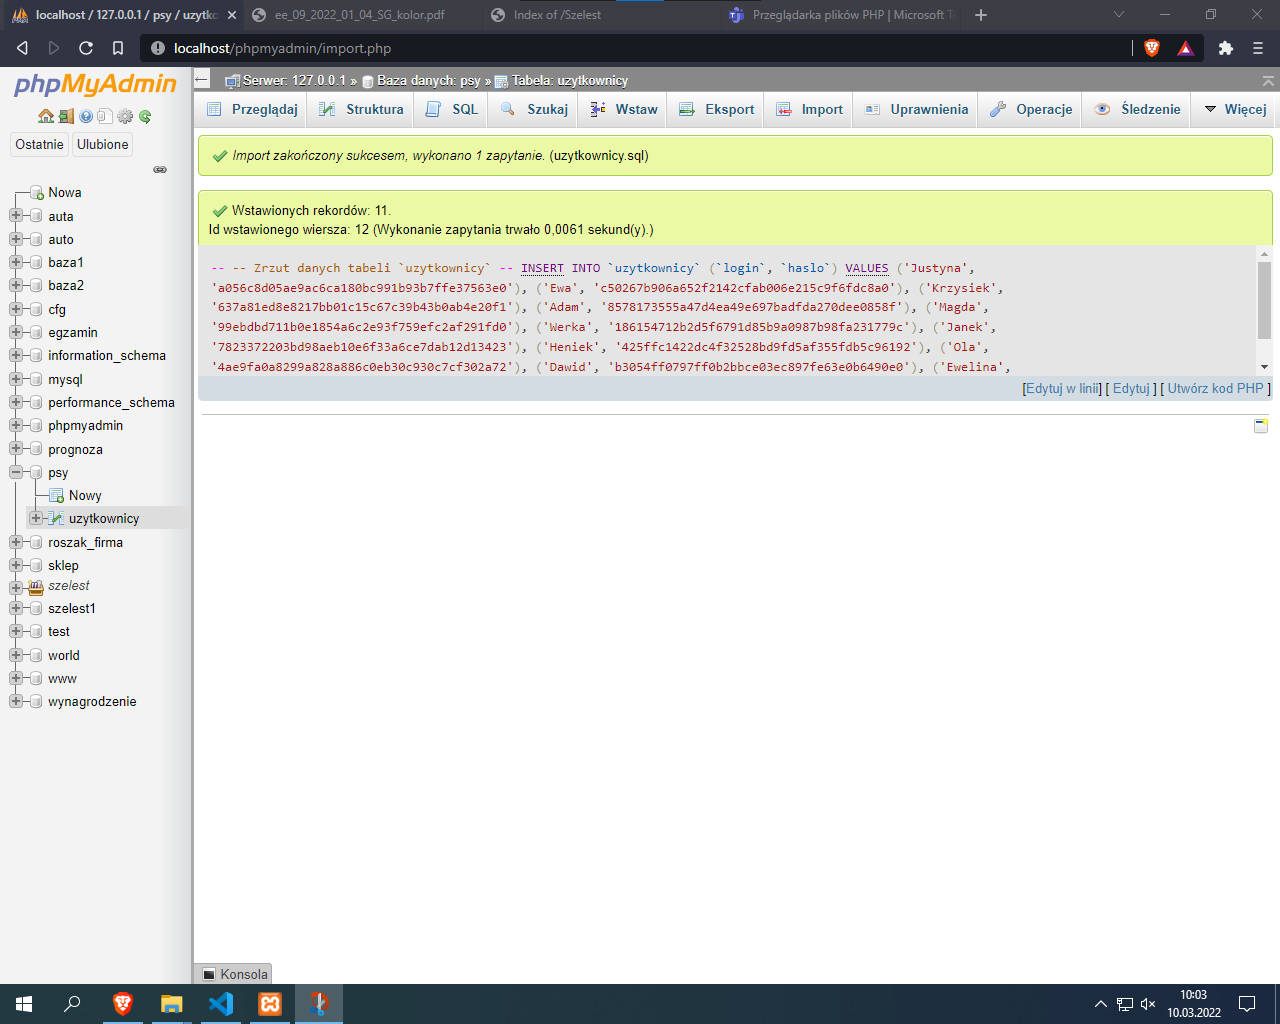 localhost / 127.0.0.1 / psy / uzytko
ee_09_2022_01_04_SG_kolor.pdf
Index of /Szelest
Przeglądarka plików PHP | Microsoft T
localhost/phpmyadmin/import.php
phpMyAdmin
Ostatnie
Ulubione
Nowa
auta
auto
baza1
baza2
cfg
egzamin
information_schema
mysql
performance_schema
phpmyadmin
prognoza
psy
Nowy
uzytkownicy
roszak_firma
sklep
szelest
szelest1
test
world
www
wynagrodzenie
Serwer: 127.0.0.1 » Baza danych: psy » Tabela: uzytkownicy
Przeglądaj
Struktura
SQL
Szukaj
Wstaw
Eksport
Import
Uprawnienia
Operacje
Śledzenie
Więcej
Import zakończony sukcesem, wykonano 1 zapytanie. (uzytkownicy.sql)
Wstawionych rekordów: 11.
Id wstawionego wiersza: 12 (Wykonanie zapytania trwało 0,0061 sekund(y).)
-- -- Zrzut danych tabeli `uzytkownicy` -- INSERT INTO `uzytkownicy` (`login`, `haslo`) VALUES ('Justyna',
'a056c8d05ae9ac6ca180bc991b93b7ffe37563e0'), ('Ewa', 'c50267b906a652f2142cfab006e215c9f6fdc8a0'), ('Krzysiek',
'637a81ed8e8217bb01c15c67c39b43b0ab4e20f1'), ('Adam', '8578173555a47d4ea49e697badfda270dee0858f'), ('Magda',
'99ebdbd711b0e1854a6c2e93f759efc2af291fd0'), ('Werka', '186154712b2d5f6791d85b9a0987b98fa231779c'), ('Janek',
'7823372203bd98aeb10e6f33a6ce7dab12d13423'), ('Heniek', '425ffc1422dc4f32528bd9fd5af355fdb5c96192'), ('Ola',
'4ae9fa0a8299a828a886c0eb30c930c7cf302a72'), ('Dawid', 'b3054ff0797ff0b2bbce03ec897fe63e0b6490e0'), ('Ewelina',
[Edytuj w linii] [ Edytuj ] [ Utwórz kod PHP ]
Konsola
10:03
10.03.2022